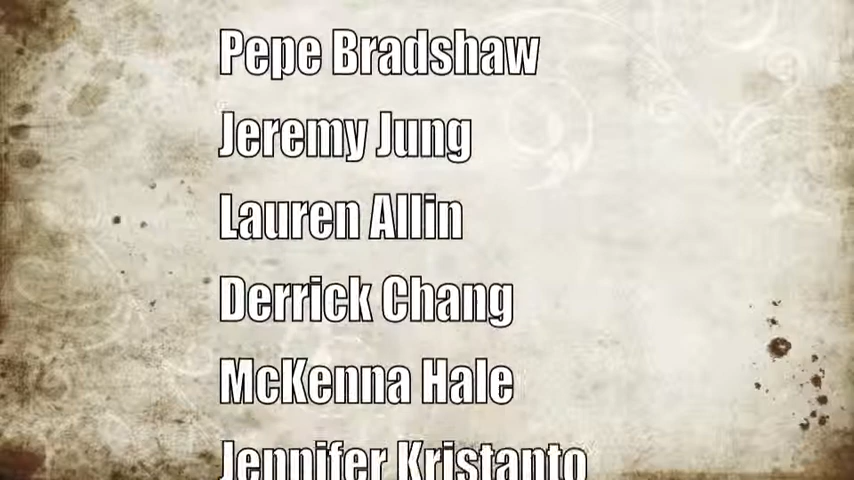 Pepe Bradshaw
Jeremy Jung
Lauren Allin
Derrick Chang
McKenna Hale
Jennifer Kristanto